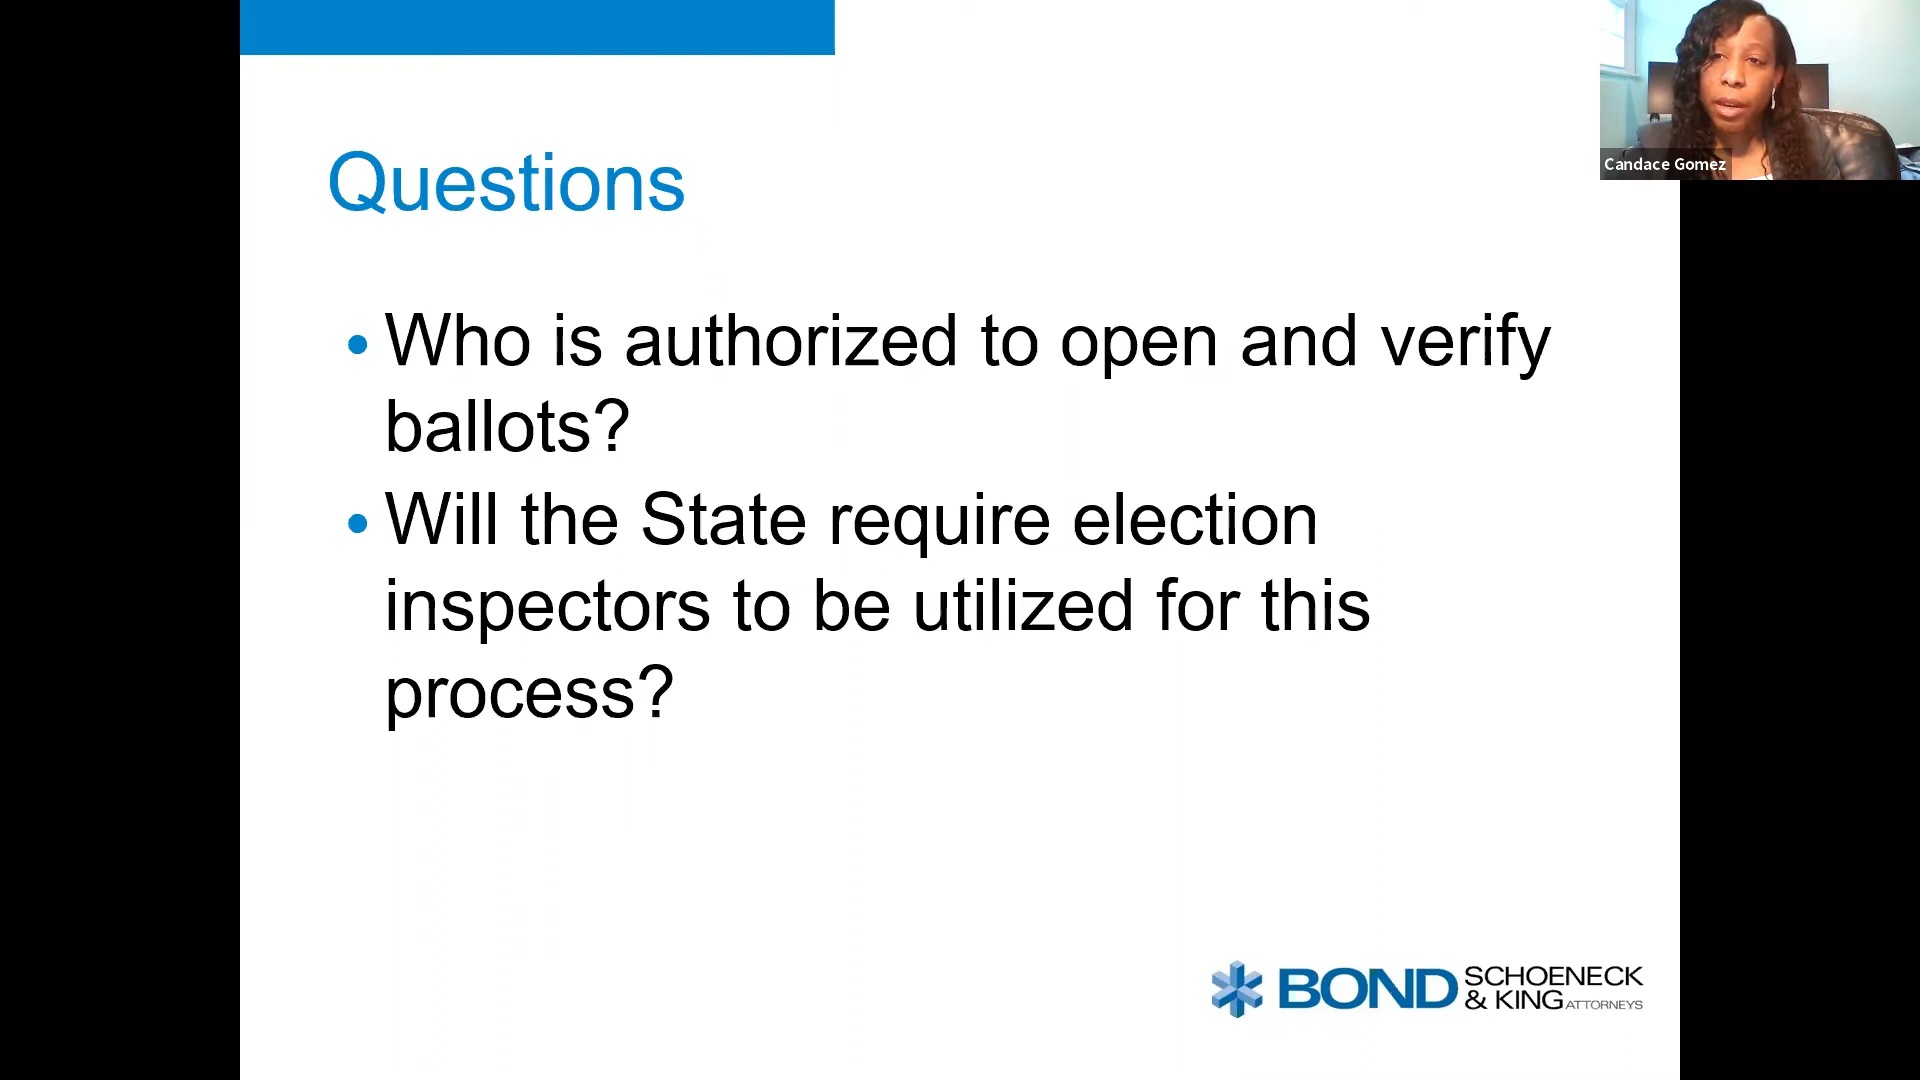 Candace Gomez
Questions
• Who is authorized to open and verify
ballots?
• Will the State require election
inspectors to be utilized for this
process?
BOND SCHOENECK
& KING ATTORNEYS